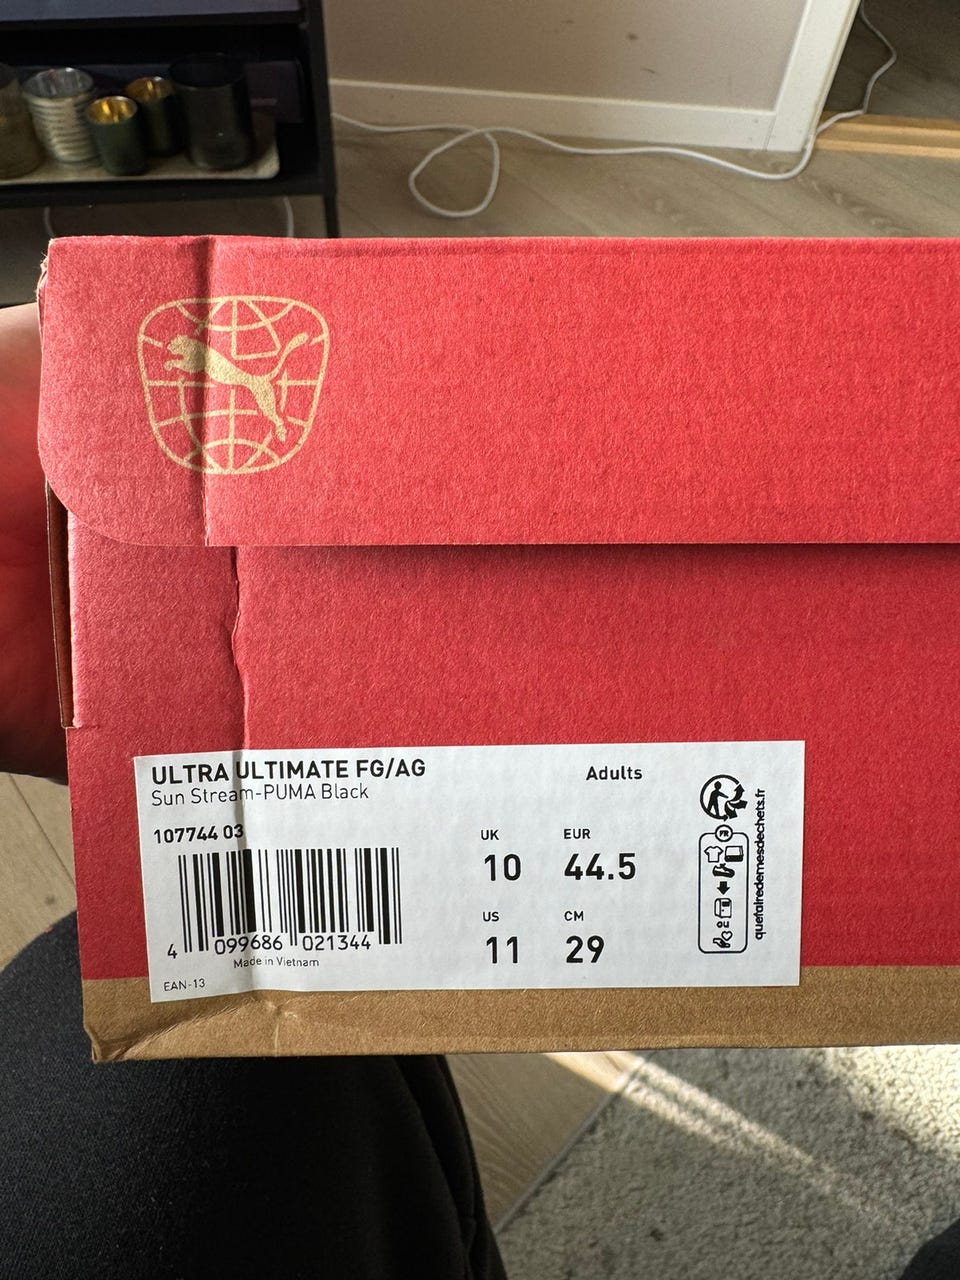 ULTRA ULTIMATE FG/AG
Adults
Sun Stream-PUMA Black
107744 03
UK
EUR
10
44.5
US
CM
11
29
4 099686 021344
Made in Vietnam
EAN-13
FR
quefairedemesdechets.fr